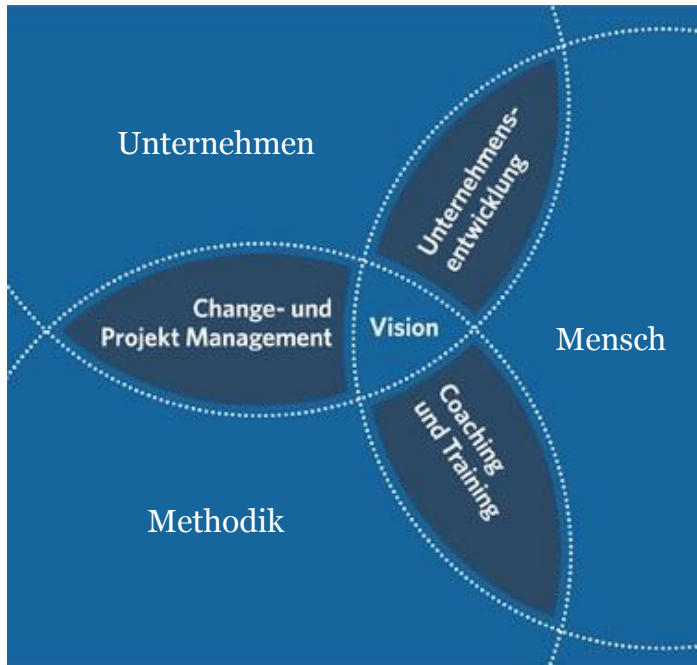 Unternehmen
Unternehmens-
entwicklung
Change- und
Projekt Management
Vision
Mensch
Coaching
und Training
Methodik